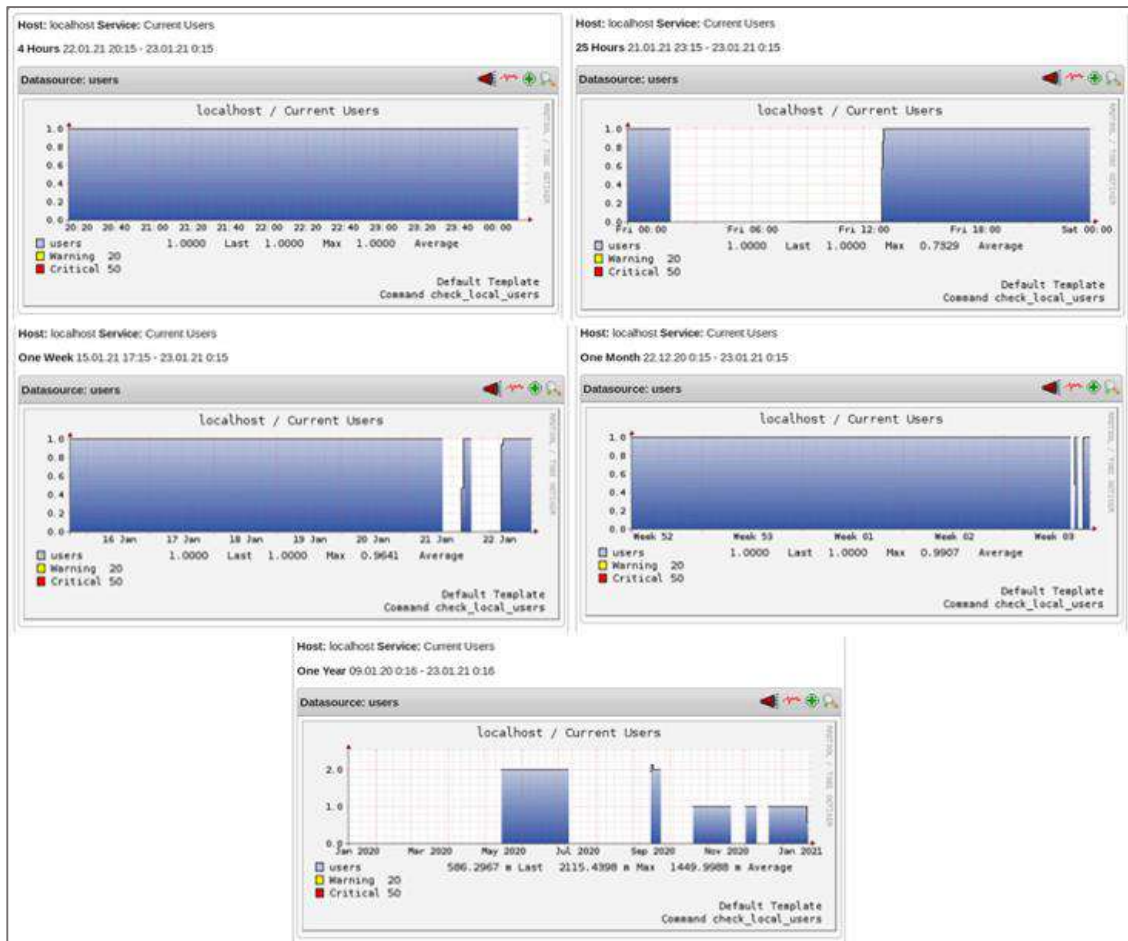 Host: localhost Service: Current Users
4 Hours 22.01.21 20:15 - 23.01.21 0:15
Datasource: users
localhost / Current Users
1.0
0.8
0.6
0.4
0.2
0.0
20 20 20 40 21 00 21 20 21 40 22 00 22 20 22 40 23 00 23 20 23 40 00 00
users 1.0000 Last 1.0000 Max 1.0000 Average
Warning 20
Critical 50
Default Template
Command check_local_users
Host: localhost Service: Current Users
25 Hours 21.01.21 23:15 - 23.01.21 0:15
Datasource: users
localhost / Current Users
1.0
0.8
0.6
0.4
0.2
0.0
Fri 00:00 Fri 06:00 Fri 12:00 Fri 18:00 Sat 00:00
users 1.0000 Last 1.0000 Max 0.7329 Average
Warning 20
Critical 50
Default Template
Command check_local_users
Host: localhost Service: Current Users
One Week 15.01.21 17:15 - 23.01.21 0:15
Datasource: users
localhost / Current Users
1.0
0.8
0.6
0.4
0.2
0.0
16 Jan 17 Jan 18 Jan 19 Jan 20 Jan 21 Jan 22 Jan
users 1.0000 Last 1.0000 Max 0.9641 Average
Warning 20
Critical 50
Default Template
Command check_local_users
Host: localhost Service: Current Users
One Month 22.12.20 0:15 - 23.01.21 0:15
Datasource: users
localhost / Current Users
1.0
0.8
0.6
0.4
0.2
0.0
Week 52 Week 53 Week 01 Week 02 Week 03
users 1.0000 Last 1.0000 Max 0.9907 Average
Warning 20
Critical 50
Default Template
Command check_local_users
Host: localhost Service: Current Users
One Year 09.01.20 0:16 - 23.01.21 0:16
Datasource: users
localhost / Current Users
2.0
1.0
0.0
Jan 2020 Mar 2020 May 2020 Jul 2020 Sep 2020 Nov 2020 Jan 2021
users 586.2967 m Last 2115.4398 m Max 1449.9988 m Average
Warning 20
Critical 50
Default Template
Command check_local_users